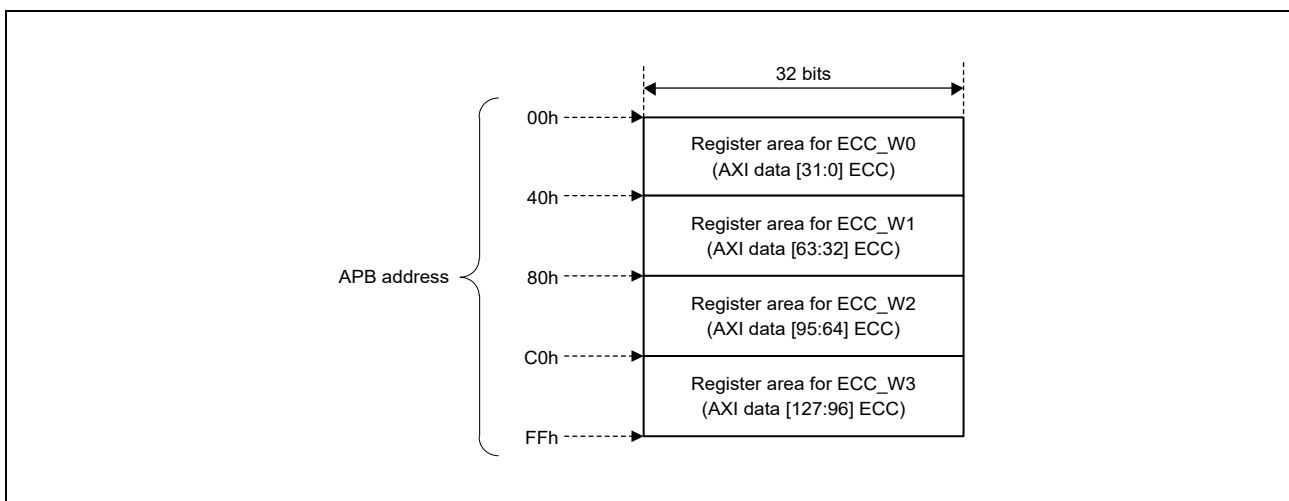 32 bits
00h
Register area for ECC_W0
(AXI data [31:0] ECC)
40h
Register area for ECC_W1
(AXI data [63:32] ECC)
APB address
80h
Register area for ECC_W2
(AXI data [95:64] ECC)
C0h
Register area for ECC_W3
(AXI data [127:96] ECC)
FFh